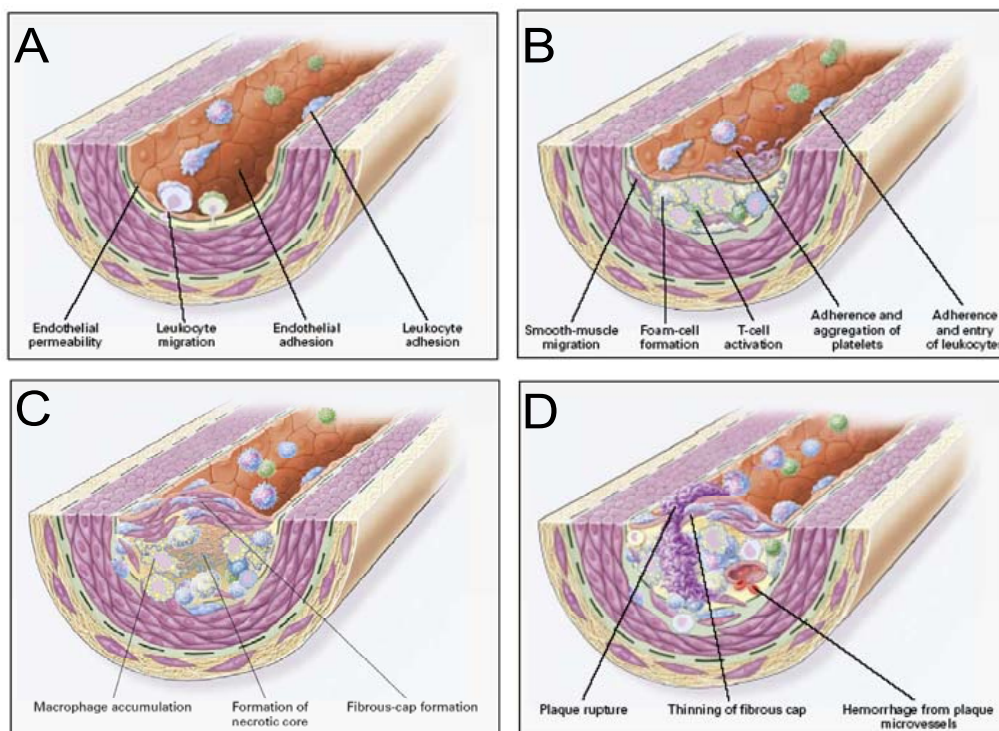 A
Endothelial
permeability
Leukocyte
migration
Endothelial
adhesion
Leukocyte
adhesion
B
Smooth-muscle
migration
Foam-cell
formation
T-cell
activation
Adherence and
aggregation of
platelets
Adherence
and entry
of leukocytes
C
Macrophage accumulation
Formation of
necrotic core
Fibrous-cap formation
D
Plaque rupture
Thinning of fibrous cap
Hemorrhage from plaque
microvessels